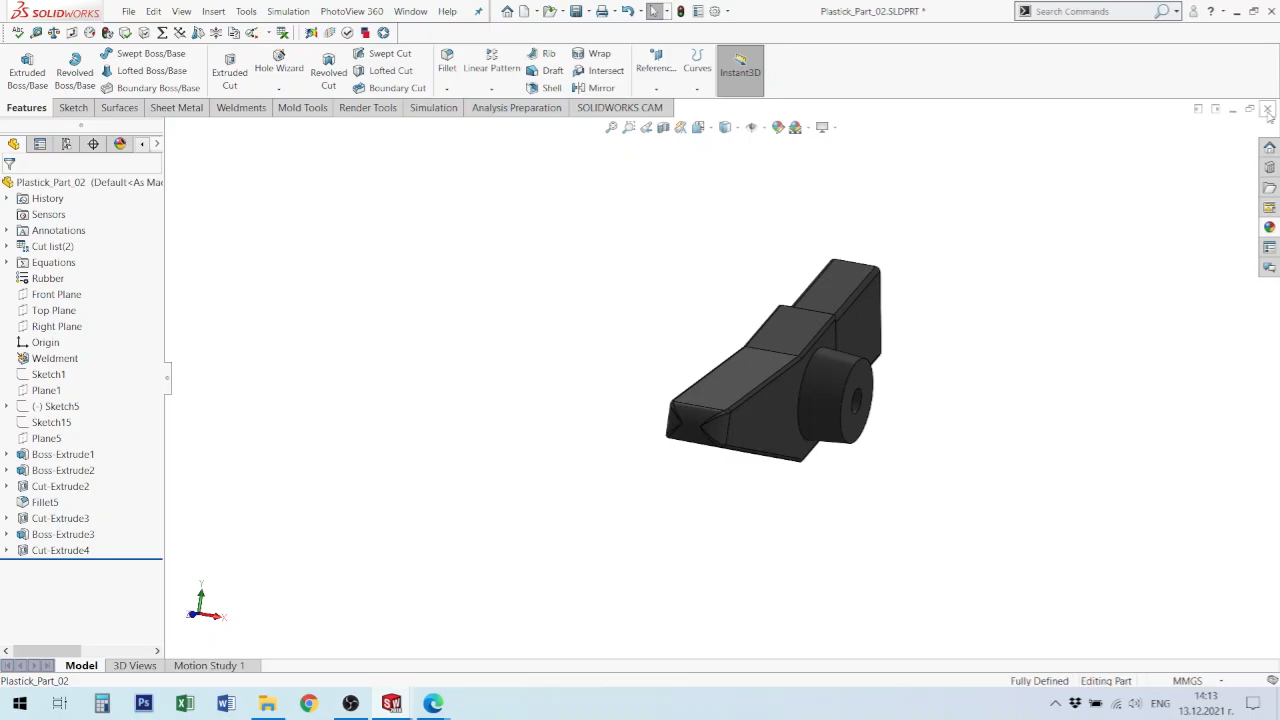 SOLIDWORKS File Edit View Insert Tools Simulation PhotoView 360 Window Help Plastick_Part_02.SLDPRT * Search Commands
Extruded Boss/Base
Revolved Boss/Base
Swept Boss/Base
Lofted Boss/Base
Boundary Boss/Base
Extruded Cut
Hole Wizard
Revolved Cut
Swept Cut
Lofted Cut
Boundary Cut
Fillet
Linear Pattern
Rib
Draft
Shell
Wrap
Intersect
Mirror
Referenc...
Curves
Instant3D
Features Sketch Surfaces Sheet Metal Weldments Mold Tools Render Tools Simulation Analysis Preparation SOLIDWORKS CAM
Plastick_Part_02 (Default<As Mac
History
Sensors
Annotations
Cut list(2)
Equations
Rubber
Front Plane
Top Plane
Right Plane
Origin
Weldment
Sketch1
Plane1
(-) Sketch5
Sketch15
Plane5
Boss-Extrude1
Boss-Extrude2
Cut-Extrude2
Fillet5
Cut-Extrude3
Boss-Extrude3
Cut-Extrude4
Y
X
Z
Model 3D Views Motion Study 1
Plastick_Part_02 Fully Defined Editing Part MMGS
ENG
14:13
13.12.2021 г.